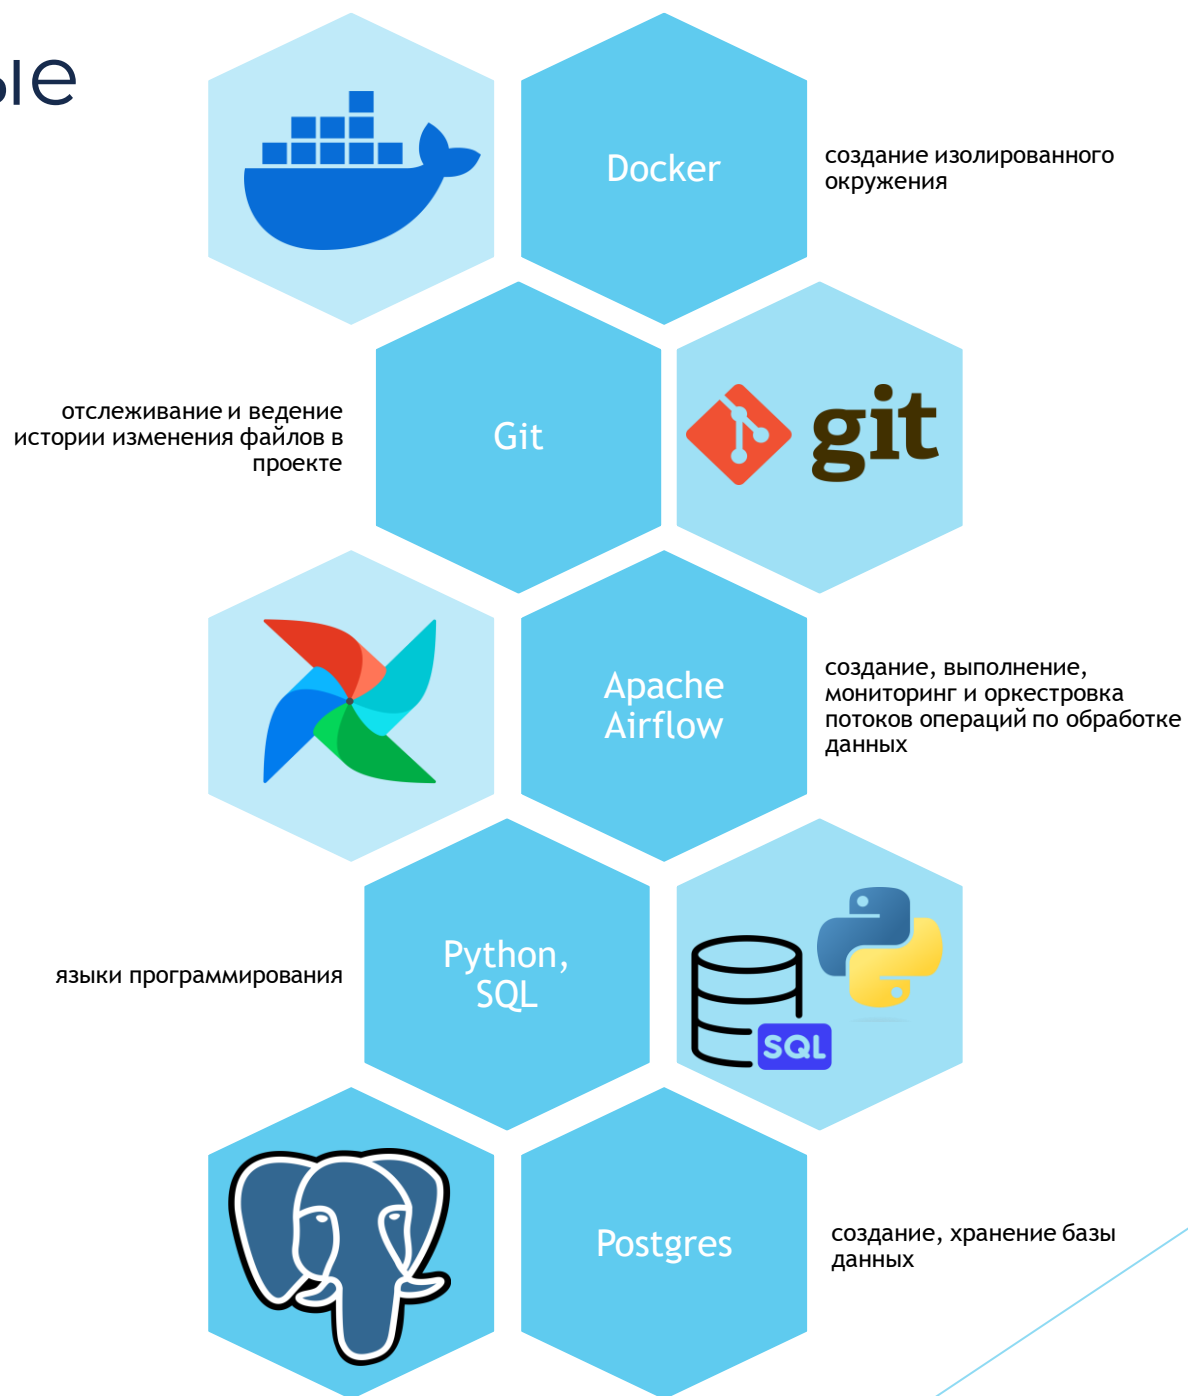 ые
Docker
создание изолированного
окружения
отслеживание и ведение
истории изменения файлов в
проекте
Git
git
Apache
Airflow
создание, выполнение,
мониторинг и оркестровка
потоков операций по обработке
данных
языки программирования
Python,
SQL
SQL
Postgres
создание, хранение базы
данных